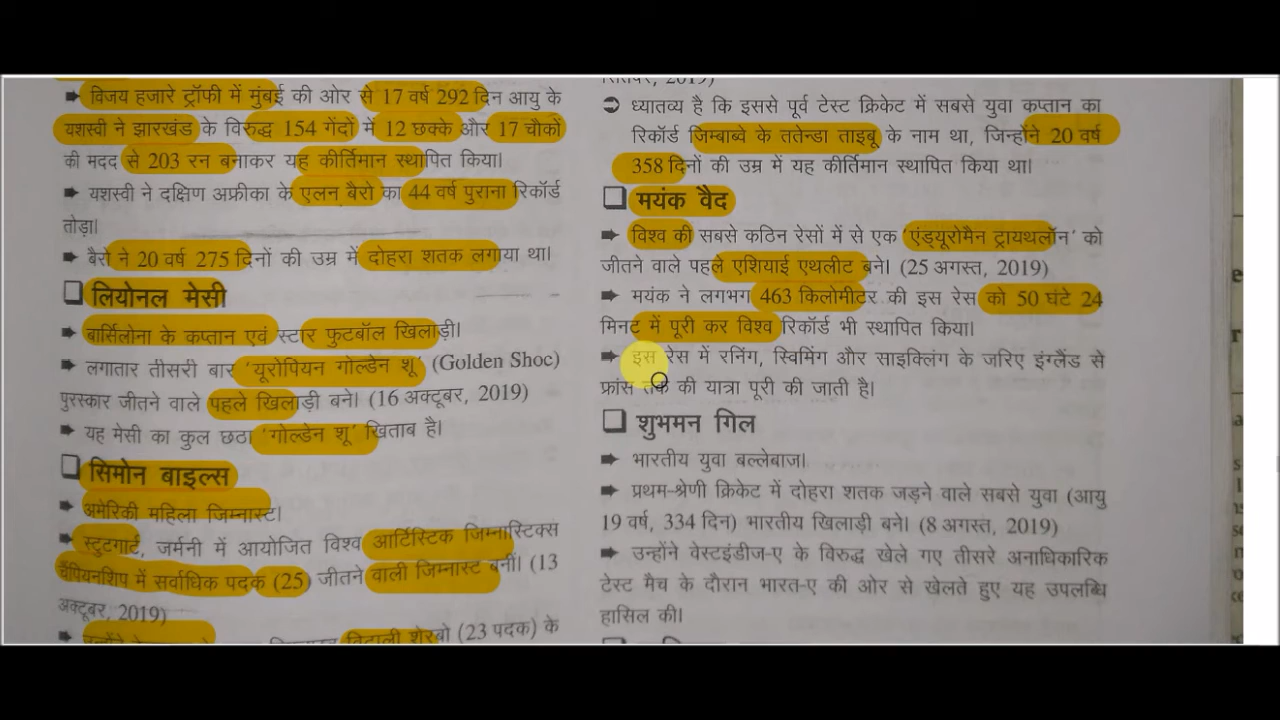 विजय हजारे ट्रॉफी में मुंबई की ओर से 17 वर्ष 292 दिन आयु के
यशस्वी ने झारखंड के विरुद्ध 154 गेंदों में 12 छक्के और 17 चौकों
की मदद से 203 रन बनाकर यह कीर्तिमान स्थापित किया।
यशस्वी ने दक्षिण अफ्रीका के एलन बैरो का 44 वर्ष पुराना रिकॉर्ड
तोड़ा।
बैरो ने 20 वर्ष 275 दिनों की उम्र में दोहरा शतक लगाया था।
लियोनल मेसी
बार्सिलोना के कप्तान एवं स्टार फुटबॉल खिलाड़ी।
लगातार तीसरी बार 'यूरोपियन गोल्डेन शू' (Golden Shoc)
पुरस्कार जीतने वाले पहले खिलाड़ी बने। (16 अक्टूबर, 2019)
यह मेसी का कुल छठा 'गोल्डेन शू' खिताब है।
सिमोन बाइल्स
अमेरिकी महिला जिम्नास्ट।
स्टुटगार्ट, जर्मनी में आयोजित विश्व आर्टिस्टिक जिम्नास्टिक्स
चैंपियनशिप में सर्वाधिक पदक (25) जीतने वाली जिम्नास्ट बनीं। (13
अक्टूबर, 2019)
(23 पदक) के
2019)
ध्यातव्य है कि इससे पूर्व टेस्ट क्रिकेट में सबसे युवा कप्तान का
रिकॉर्ड जिम्बाब्वे के ततेन्डा ताइबू के नाम था, जिन्होंने 20 वर्ष
358 दिनों की उम्र में यह कीर्तिमान स्थापित किया था।
मयंक वैद
विश्व की सबसे कठिन रेसों में से एक 'एंड्यूरोमैन ट्रायथलॉन' को
जीतने वाले पहले एशियाई एथलीट बने। (25 अगस्त, 2019)
मयंक ने लगभग 463 किलोमीटर की इस रेस को 50 घंटे 24
मिनट में पूरी कर विश्व रिकॉर्ड भी स्थापित किया।
इस रेस में रनिंग, स्विमिंग और साइक्लिंग के जरिए इंग्लैंड से
फ्रांस तक की यात्रा पूरी की जाती है।
शुभमन गिल
भारतीय युवा बल्लेबाज।
प्रथम-श्रेणी क्रिकेट में दोहरा शतक जड़ने वाले सबसे युवा (आयु
19 वर्ष, 334 दिन) भारतीय खिलाड़ी बने। (8 अगस्त, 2019)
उन्होंने वेस्टइंडीज-ए के विरुद्ध खेले गए तीसरे अनाधिकारिक
टेस्ट मैच के दौरान भारत-ए की ओर से खेलते हुए यह उपलब्धि
हासिल की।